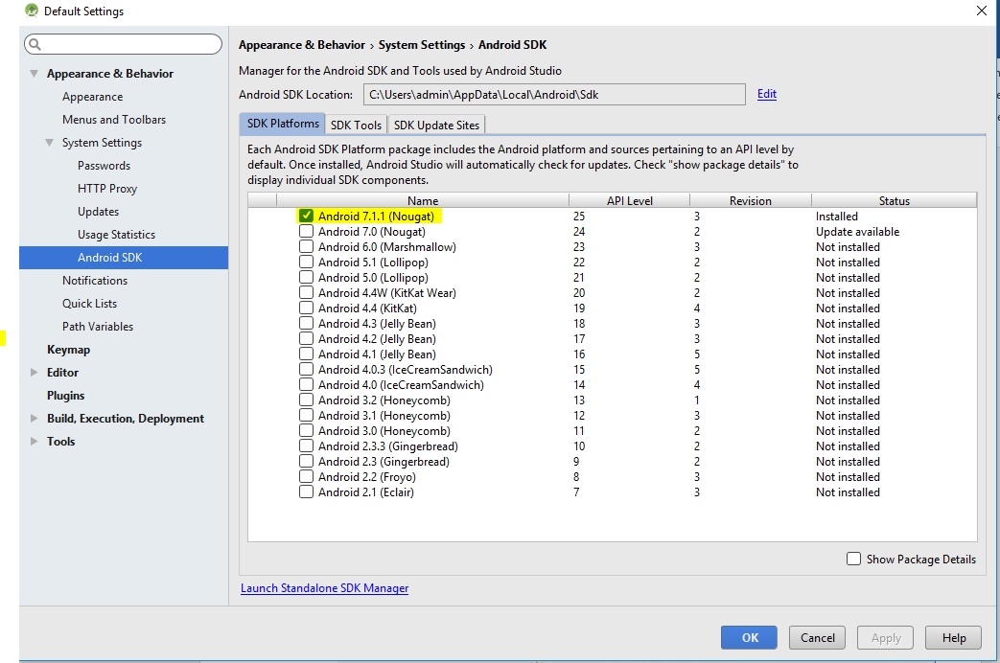 Default Settings
Appearance & Behavior › System Settings › Android SDK
Manager for the Android SDK and Tools used by Android Studio
Android SDK Location: C:\Users\admin\AppData\Local\Android\Sdk Edit
Appearance & Behavior
Appearance
Menus and Toolbars
System Settings
Passwords
HTTP Proxy
Updates
Usage Statistics
Android SDK
Notifications
Quick Lists
Path Variables
Keymap
Editor
Plugins
Build, Execution, Deployment
Tools
SDK Platforms SDK Tools SDK Update Sites
Each Android SDK Platform package includes the Android platform and sources pertaining to an API level by
default. Once installed, Android Studio will automatically check for updates. Check "show package details" to
display individual SDK components.
Name API Level Revision Status
Android 7.1.1 (Nougat) 25 3 Installed
Android 7.0 (Nougat) 24 2 Update available
Android 6.0 (Marshmallow) 23 3 Not installed
Android 5.1 (Lollipop) 22 2 Not installed
Android 5.0 (Lollipop) 21 2 Not installed
Android 4.4W (KitKat Wear) 20 2 Not installed
Android 4.4 (KitKat) 19 4 Not installed
Android 4.3 (Jelly Bean) 18 3 Not installed
Android 4.2 (Jelly Bean) 17 3 Not installed
Android 4.1 (Jelly Bean) 16 5 Not installed
Android 4.0.3 (IceCreamSandwich) 15 5 Not installed
Android 4.0 (IceCreamSandwich) 14 4 Not installed
Android 3.2 (Honeycomb) 13 1 Not installed
Android 3.1 (Honeycomb) 12 3 Not installed
Android 3.0 (Honeycomb) 11 2 Not installed
Android 2.3.3 (Gingerbread) 10 2 Not installed
Android 2.3 (Gingerbread) 9 2 Not installed
Android 2.2 (Froyo) 8 3 Not installed
Android 2.1 (Eclair) 7 3 Not installed
Show Package Details
Launch Standalone SDK Manager
OK Cancel Apply Help